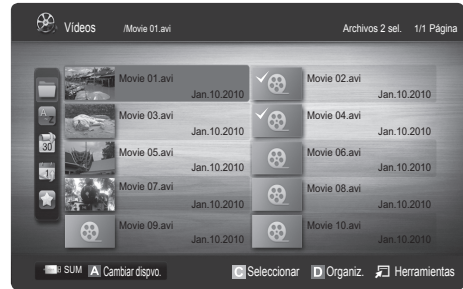 Vídeos /Movie 01.avi Archivos 2 sel. 1/1 Página
Movie 01.avi Movie 02.avi
Jan.10.2010 Jan.10.2010
Movie 03.avi Movie 04.avi
Jan.10.2010 Jan.10.2010
30
Movie 05.avi Movie 06.avi
Jan.10.2010 Jan.10.2010
1
Movie 07.avi Movie 08.avi
Jan.10.2010 Jan.10.2010
Movie 09.avi Movie 10.avi
Jan.10.2010 Jan.10.2010
SUM A Cambiar dispvo. C Seleccionar D Organiz. Herramientas